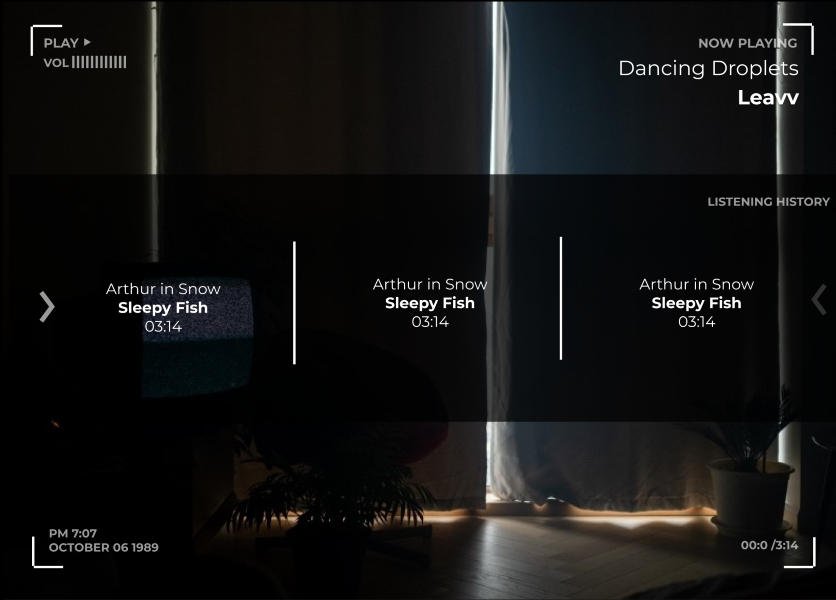 PLAY
VOL
NOW PLAYING
Dancing Droplets
Leavv
LISTENING HISTORY
Arthur in Snow
Sleepy Fish
03:14
Arthur in Snow
Sleepy Fish
03:14
Arthur in Snow
Sleepy Fish
03:14
PM 7:07
OCTOBER 06 1989
00:0 /3:14